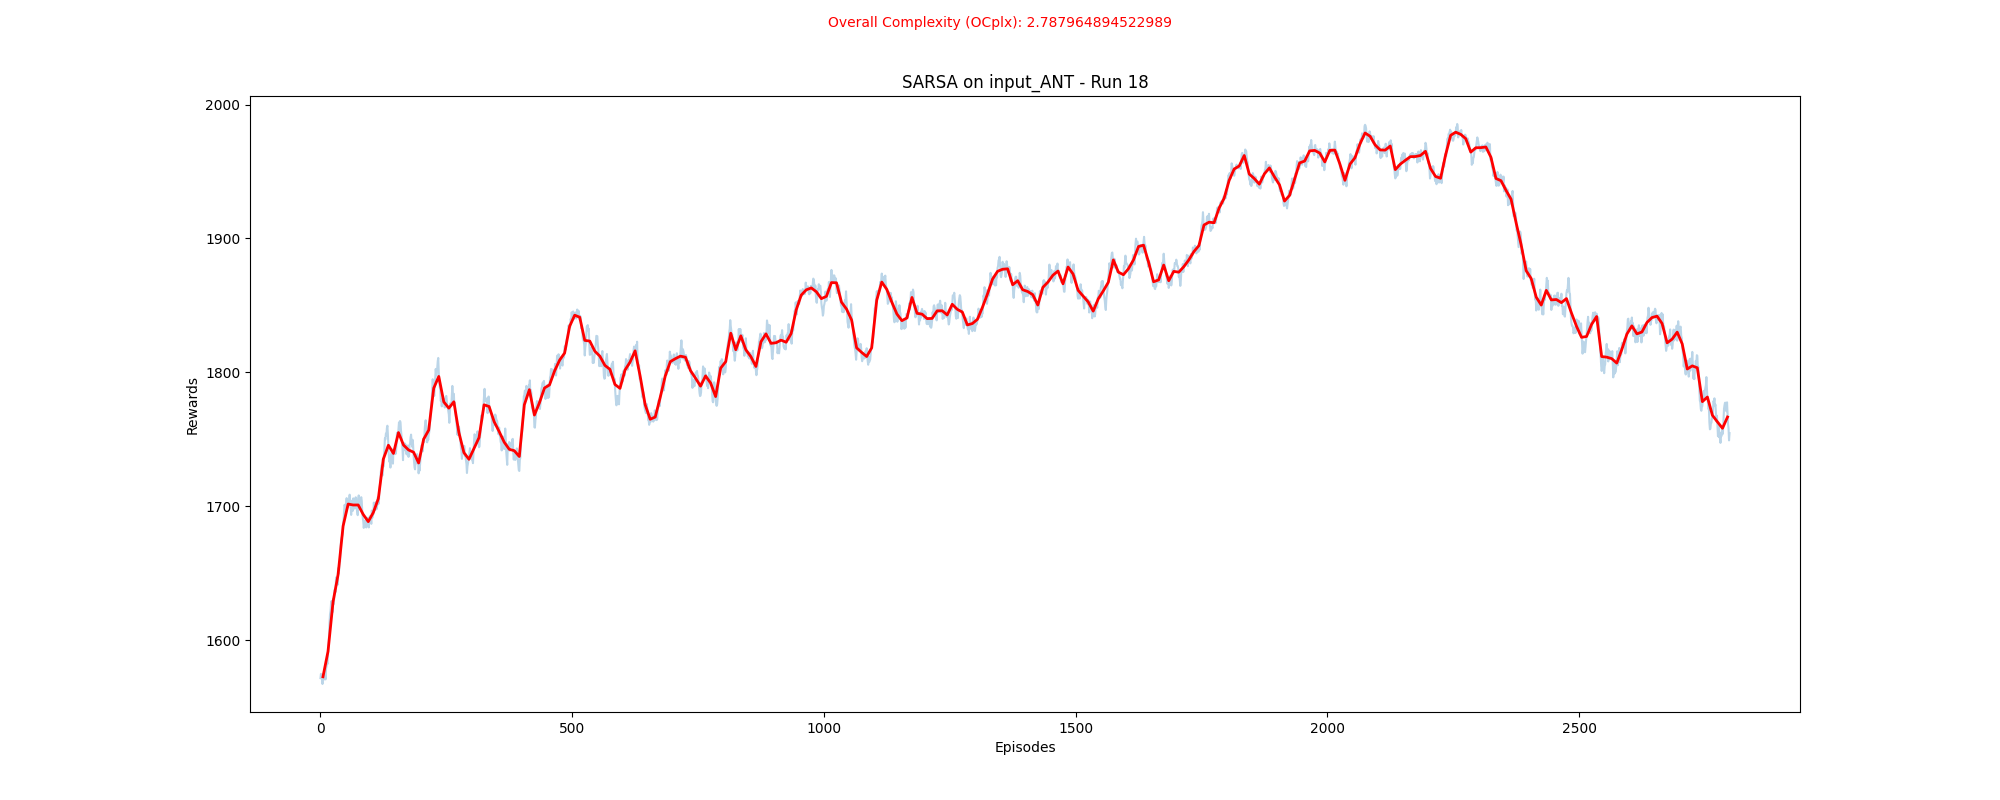 Overall Complexity (OCplx): 2.787964894522989
SARSA on input_ANT - Run 18
2000
1900
1800
1700
1600
Rewards
0 500 1000 1500 2000 2500
Episodes